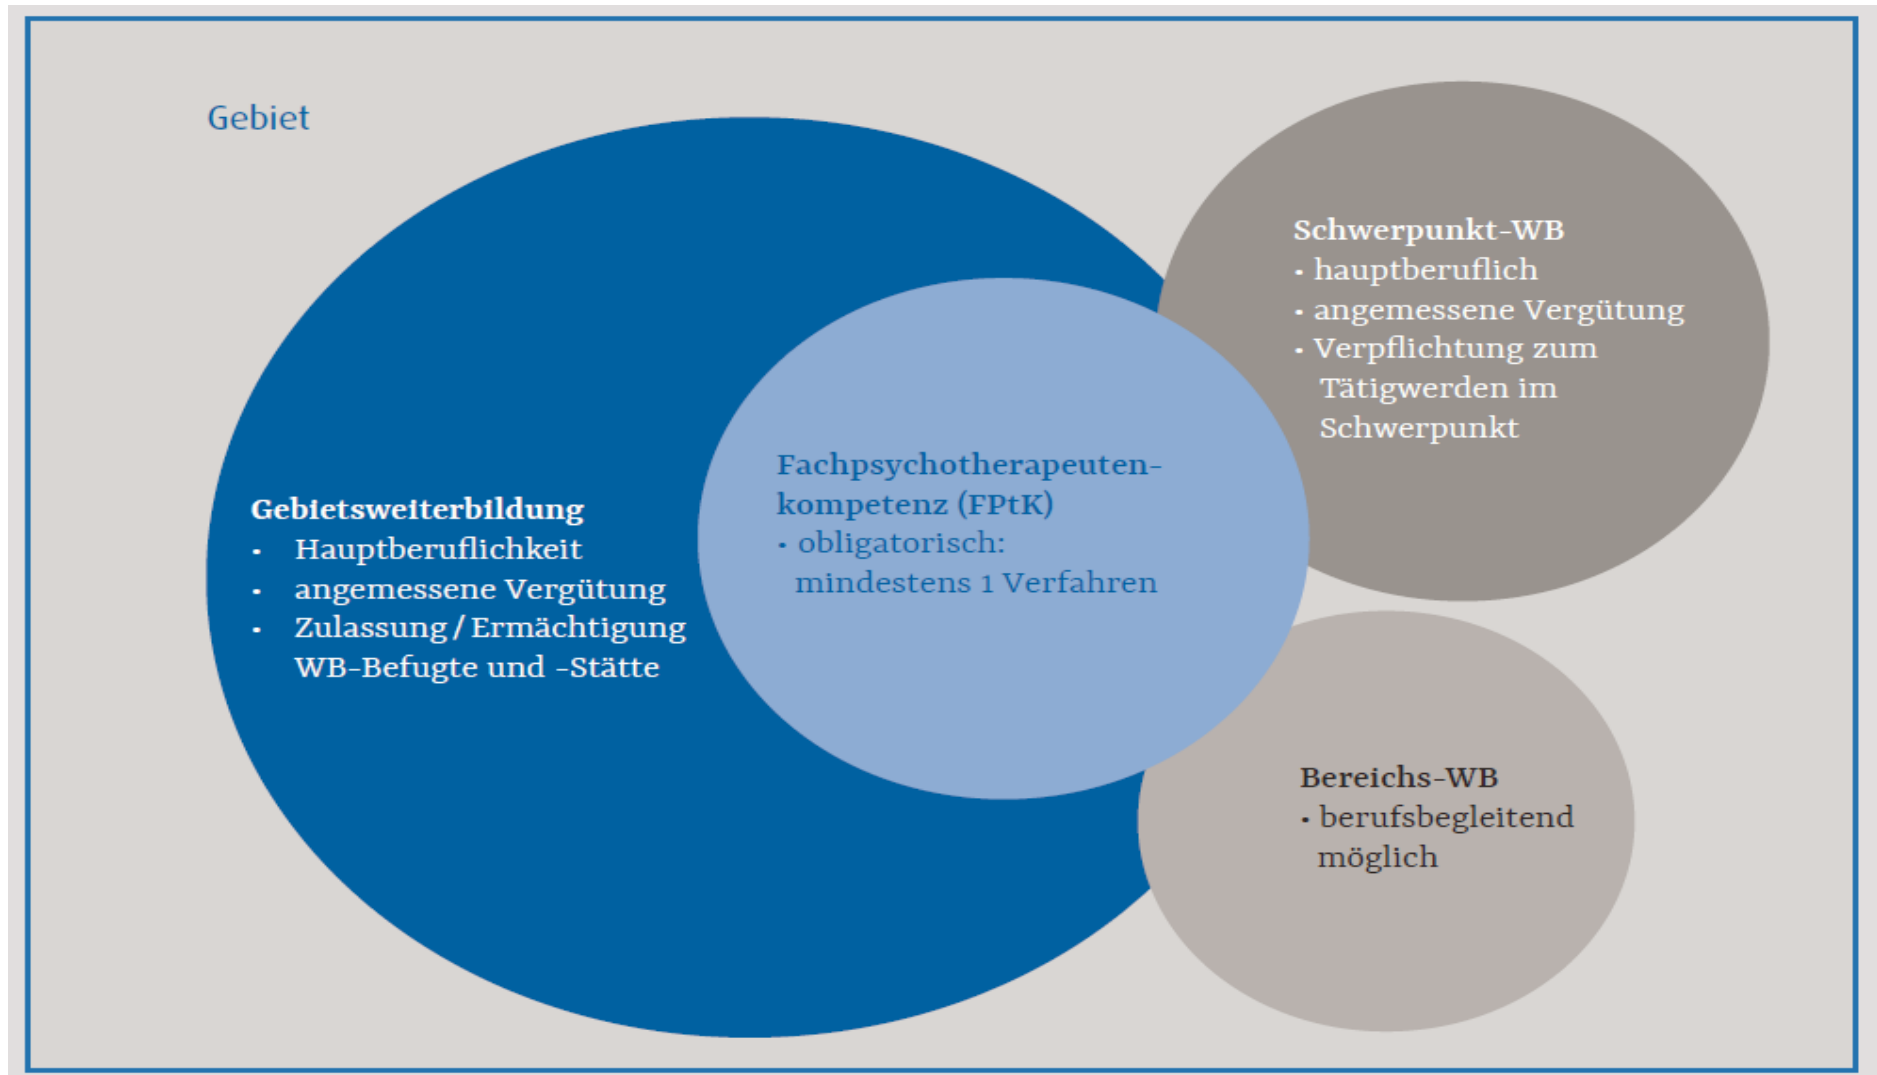 Gebiet
Gebietsweiterbildung
• Hauptberuflichkeit
• angemessene Vergütung
• Zulassung / Ermächtigung
WB-Befugte und -Stätte
Fachpsychotherapeuten-
kompetenz (FPtK)
• obligatorisch:
mindestens 1 Verfahren
Schwerpunkt-WB
• hauptberuflich
• angemessene Vergütung
• Verpflichtung zum
Tätigwerden im
Schwerpunkt
Bereichs-WB
• berufsbegleitend
möglich